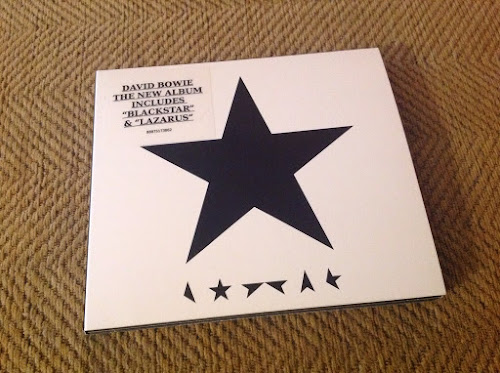 DAVID BOWIE
THE NEW ALBUM
INCLUDES
"BLACKSTAR"
& "LAZARUS"